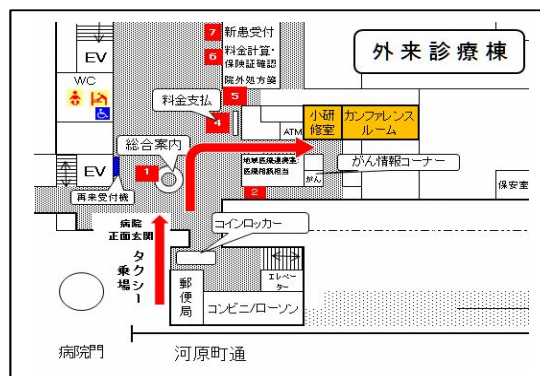 外来診療棟
7 新患受付
6 料金計算・
保険証確認
院外処方箋
5
EV
WC
料金支払
4
ATM
小研
修室
カンファレンス
ルーム
総合案内
1
EV
再来受付機
地域医療連携室・
医療相談担当
がん
がん情報コーナー
2
保安室
病院
正面玄関
コインロッカー
タクシー
乗場
郵便局
エレベー
ター
コンビニ/ローソン
病院門
河原町通